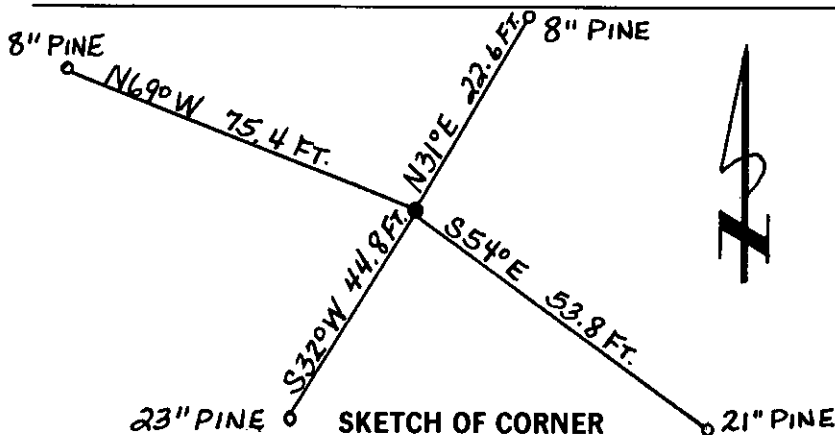 8" PINE
8" PINE
N69°W 75.4 FT.
N31°E 22.6 FT.
S32°W 44.8 FT.
S54°E 53.8 FT.
23" PINE
SKETCH OF CORNER
21" PINE
N